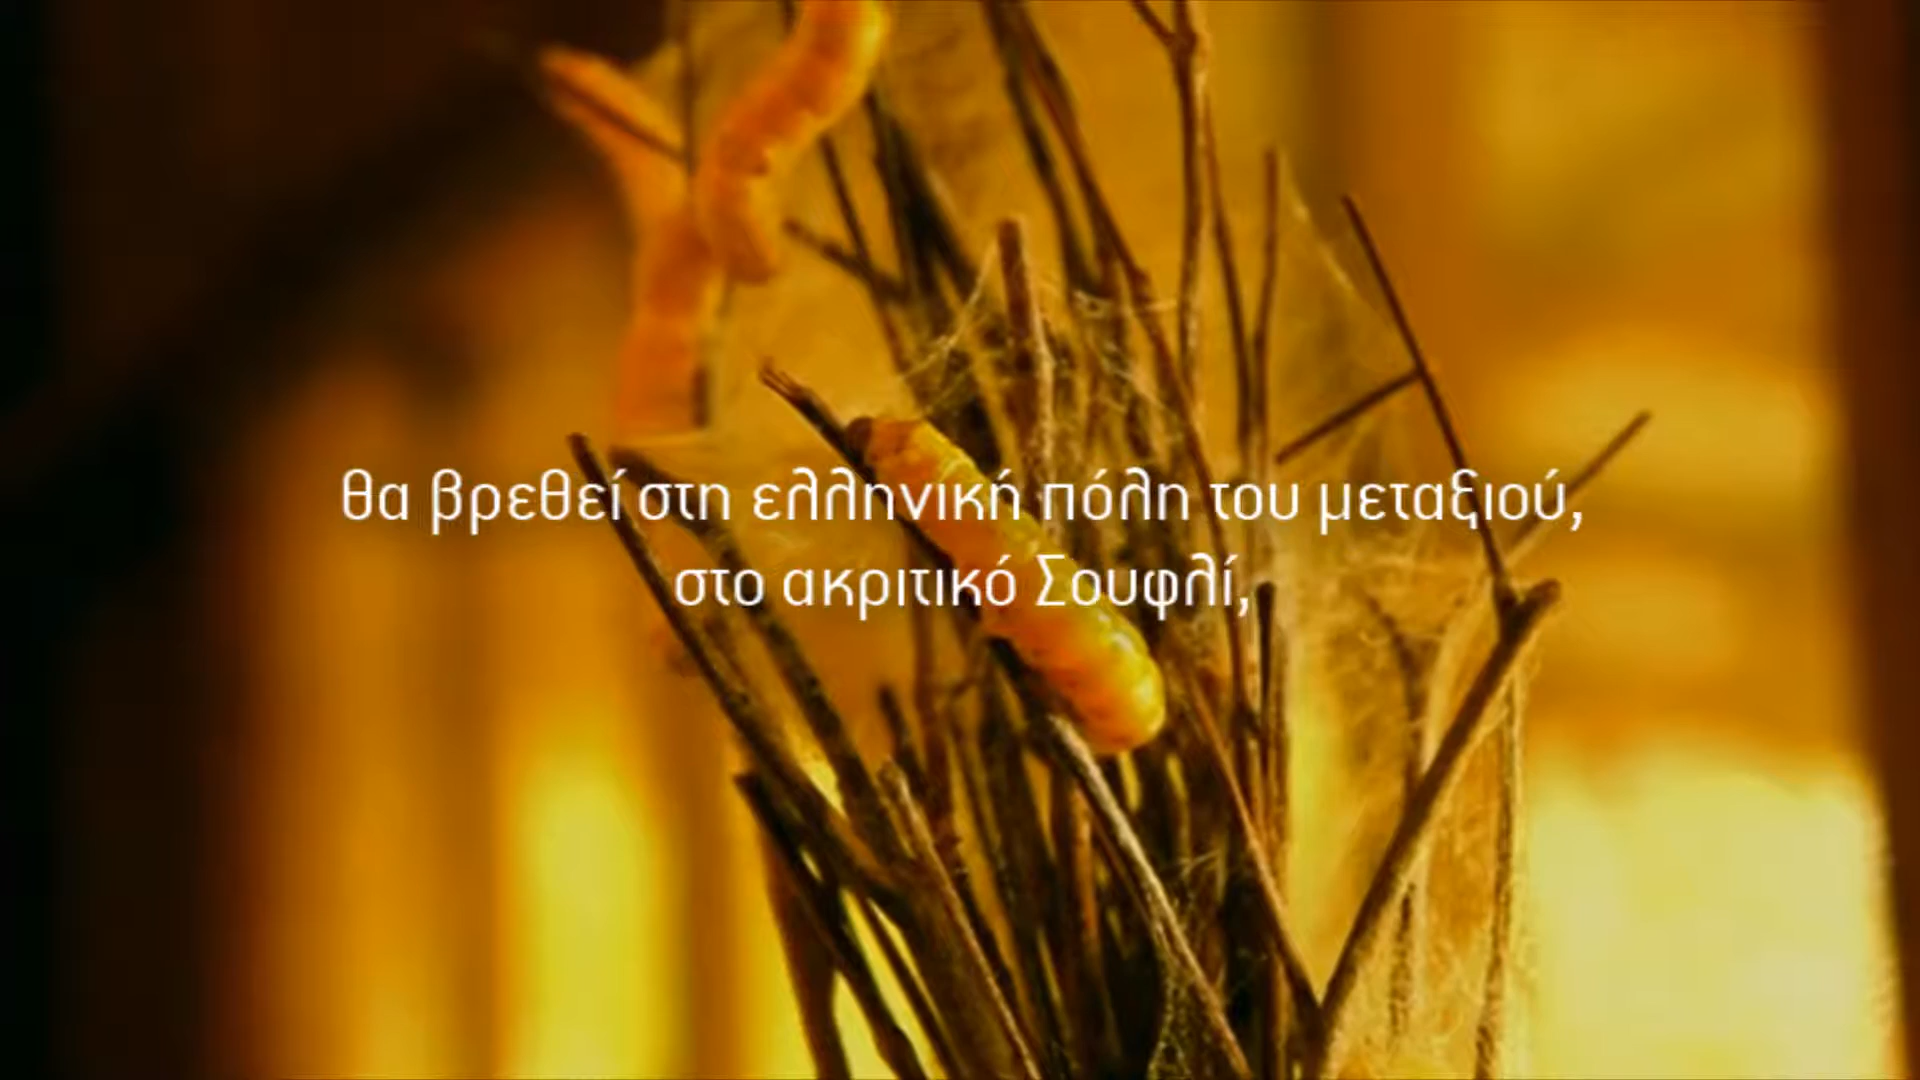 θα βρεθεί στη ελληνική πόλη του μεταξιού,
στο ακριτικό Σουφλί,